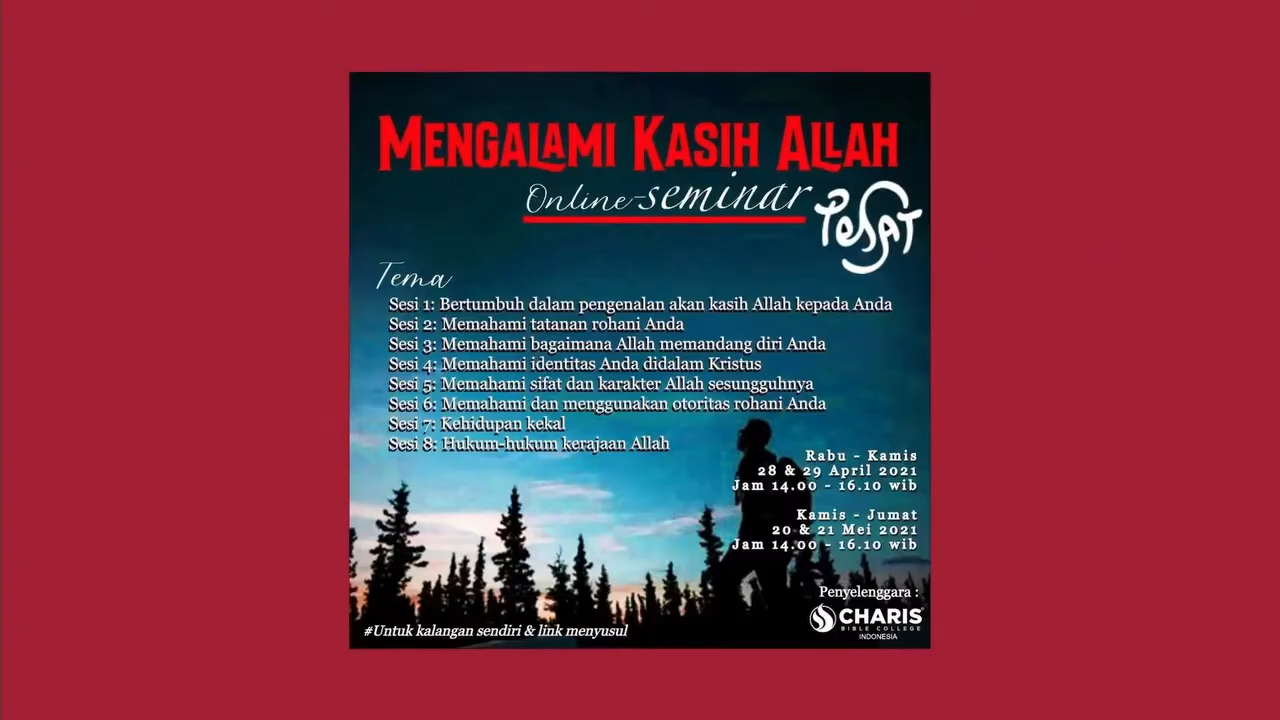 MENGALAMI KASIH ALLAH
Online-seminar
PESAT
Tema
Sesi 1: Bertumbuh dalam pengenalan akan kasih Allah kepada Anda
Sesi 2: Memahami tatanan rohani Anda
Sesi 3: Memahami bagaimana Allah memandang diri Anda
Sesi 4: Memahami identitas Anda didalam Kristus
Sesi 5: Memahami sifat dan karakter Allah sesungguhnya
Sesi 6: Memahami dan menggunakan otoritas rohani Anda
Sesi 7: Kehidupan kekal
Sesi 8: Hukum-hukum kerajaan Allah
Rabu - Kamis
28 & 29 April 2021
Jam 14.00 - 16.10 wib
Kamis - Jumat
20 & 21 Mei 2021
Jam 14.00 - 16.10 wib
Penyelenggara :
CHARIS
BIBLE COLLEGE
INDONESIA
#Untuk kalangan sendiri & link menyusul